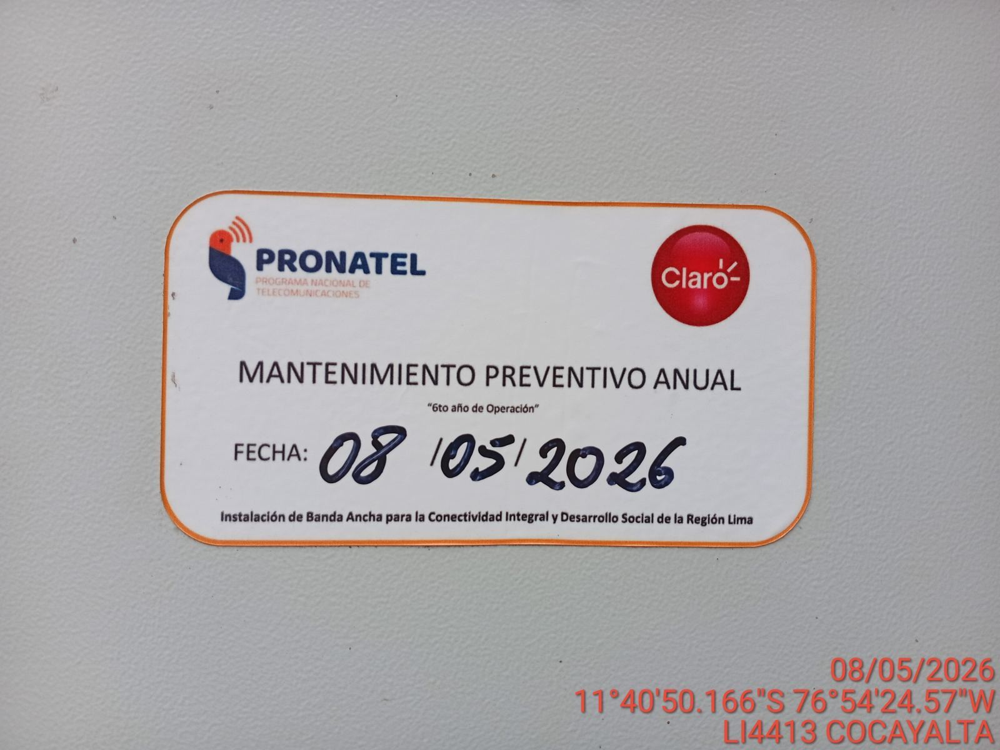 PRONATEL
PROGRAMA NACIONAL DE
TELECOMUNICACIONES
Claro
MANTENIMIENTO PREVENTIVO ANUAL
"6to año de Operación"
FECHA: 08 /05/ 2026
Instalación de Banda Ancha para la Conectividad Integral y Desarrollo Social de la Región Lima
08/05/2026
11°40'50.166"S 76°54'24.57"W
LI4413 COCAYALTA